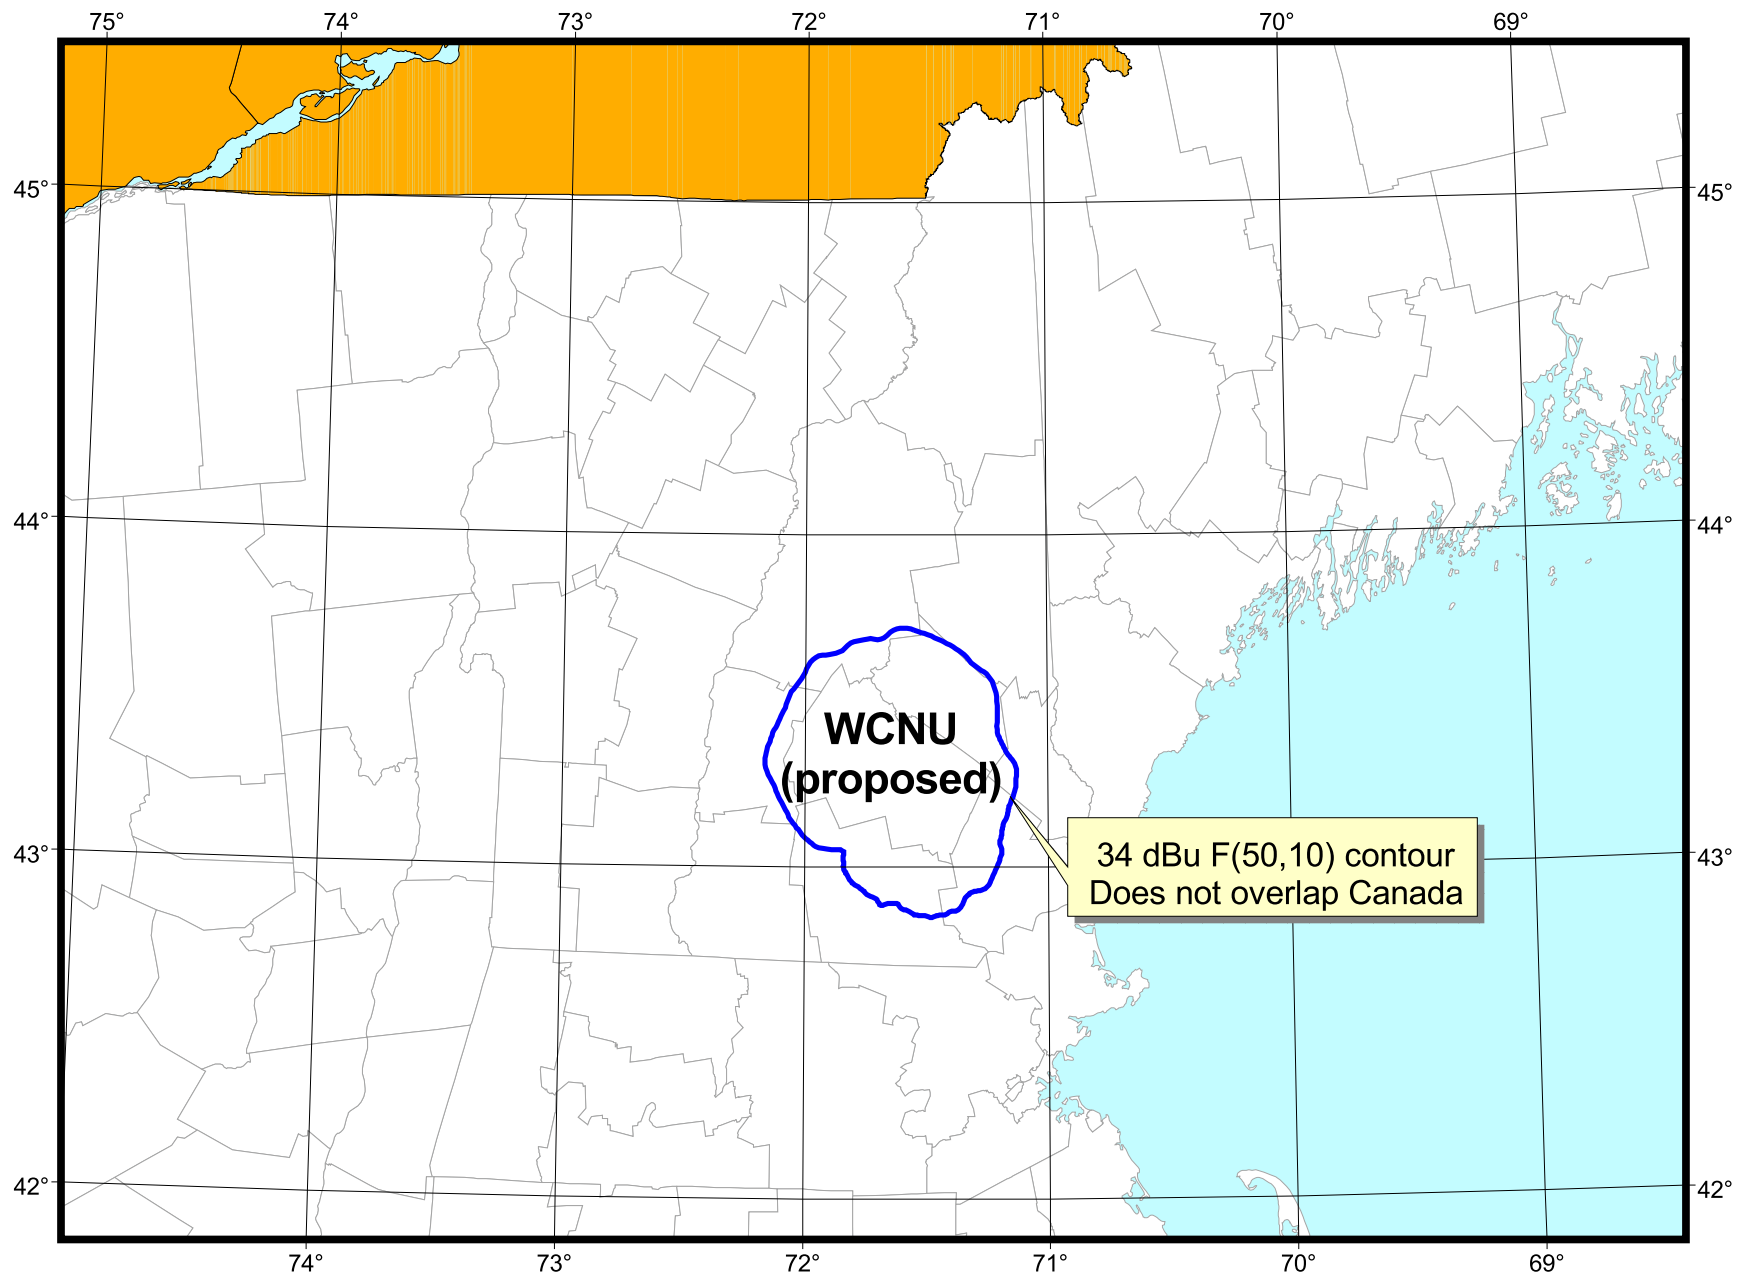 75° 74° 73° 72° 71° 70° 69°
45° 45°
44° 44°
WCNU
(proposed)
34 dBu F(50,10) contour
Does not overlap Canada
43° 43°
42° 42°
74° 73° 72° 71° 70° 69°